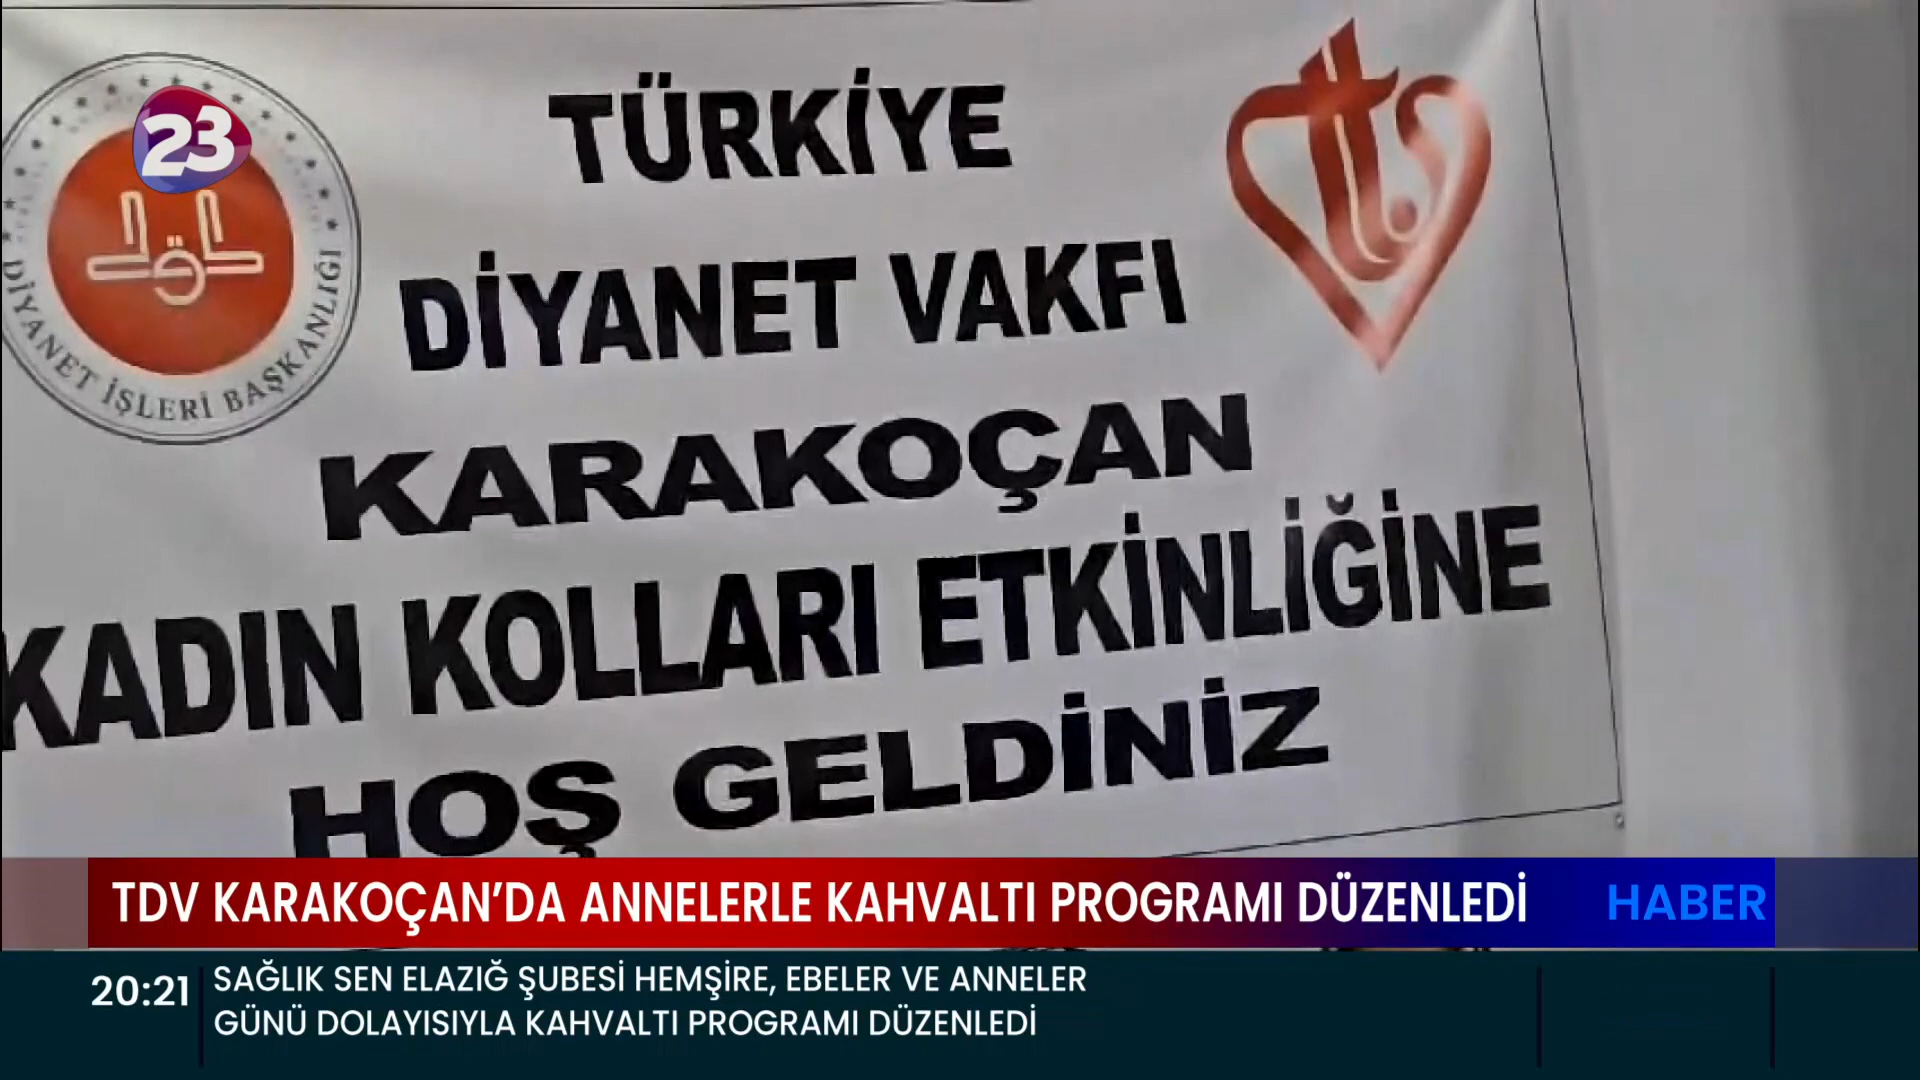 23
DİYANET İŞLERİ BAŞKANLIĞI
TÜRKİYE
DİYANET VAKFI
KARAKOÇAN
KADIN KOLLARI ETKİNLİĞİNE
HOŞ GELDİNİZ
TDV KARAKOÇAN'DA ANNELERLE KAHVALTI PROGRAMI DÜZENLEDİ
HABER
20:21
SAĞLIK SEN ELAZIĞ ŞUBESİ HEMŞİRE, EBELER VE ANNELER
GÜNÜ DOLAYISIYLA KAHVALTI PROGRAMI DÜZENLEDİ